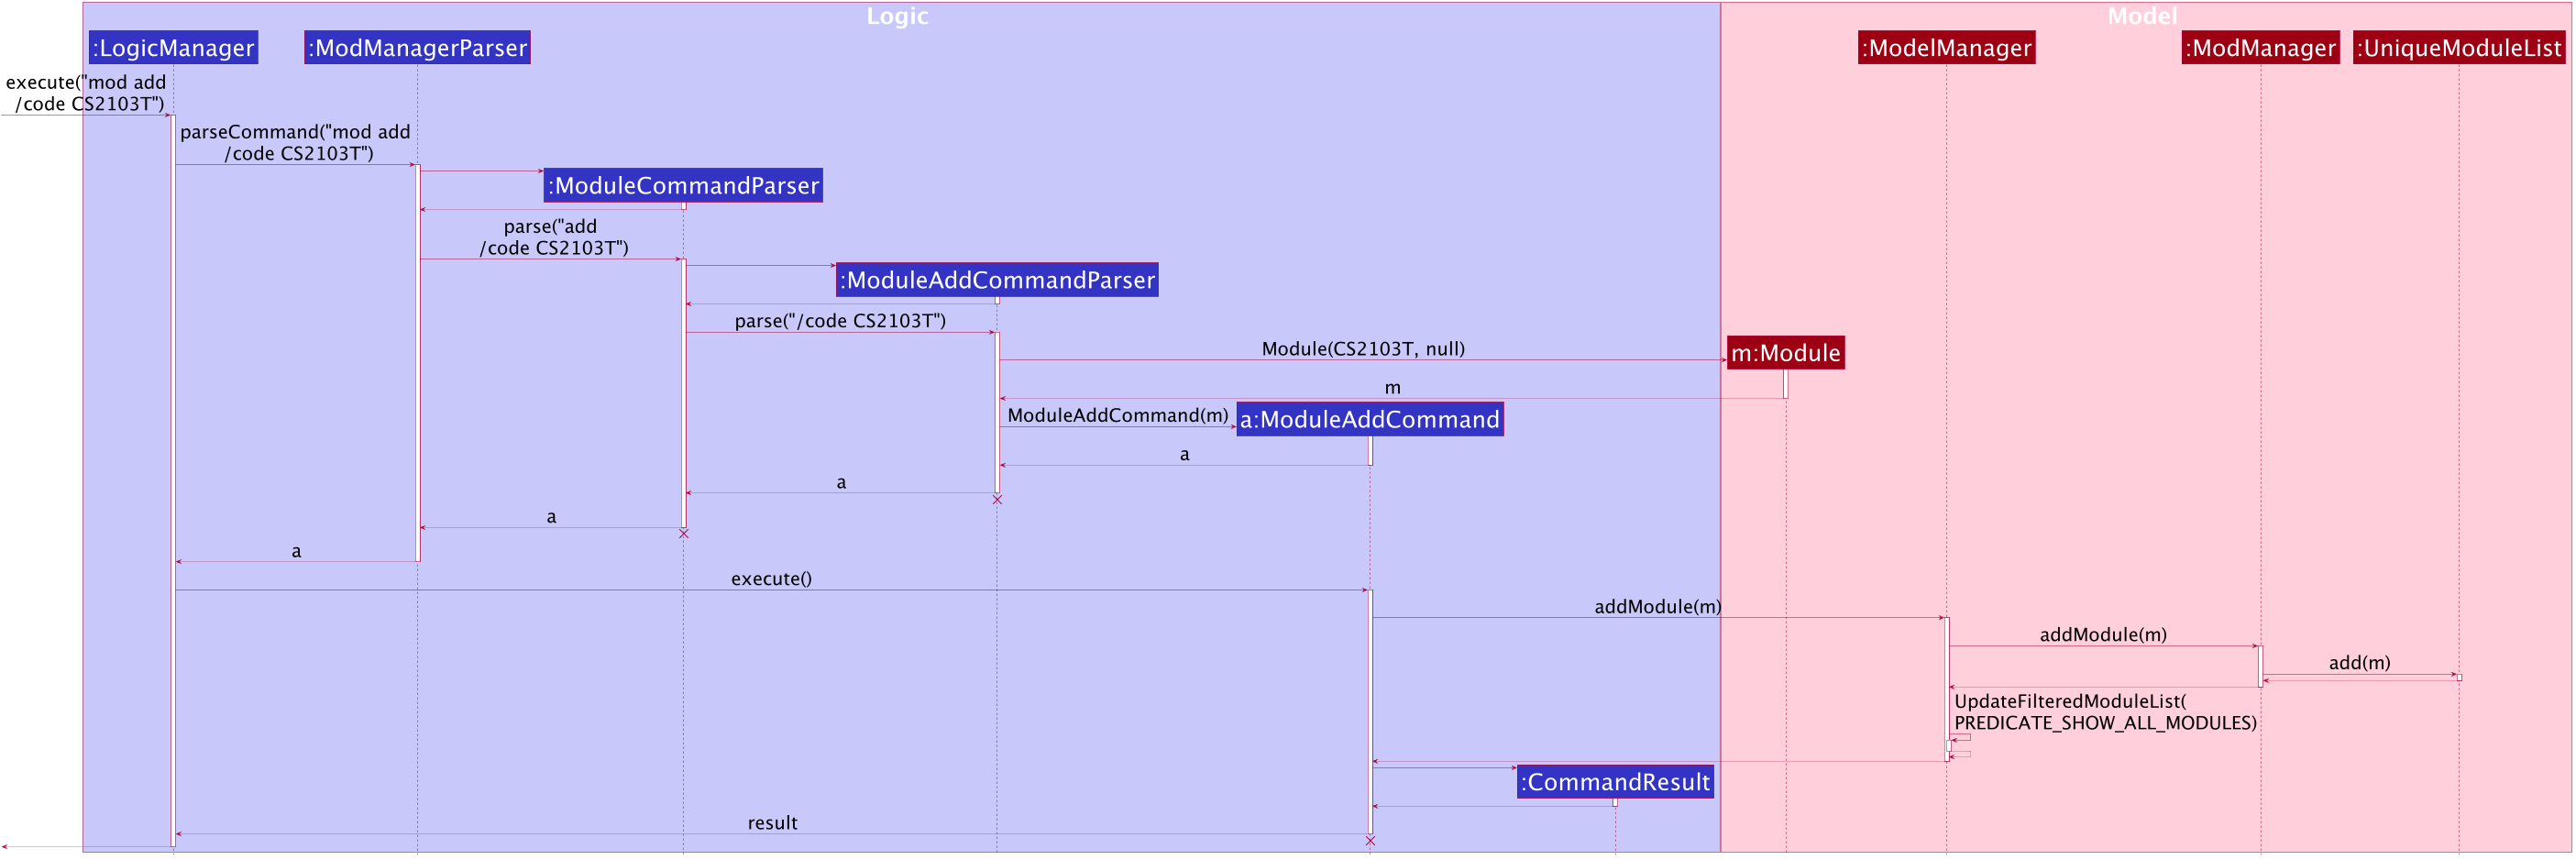 Logic
Model
:LogicManager
:ModManagerParser
:ModelManager
:ModManager
:UniqueModuleList
execute("mod add
/code CS2103T")
parseCommand("mod add
/code CS2103T")
:ModuleCommandParser
parse("add
/code CS2103T")
:ModuleAddCommandParser
parse("/code CS2103T")
Module(CS2103T, null)
m:Module
m
ModuleAddCommand(m)
a:ModuleAddCommand
a
a
a
a
execute()
addModule(m)
addModule(m)
add(m)
UpdateFilteredModuleList(
PREDICATE_SHOW_ALL_MODULES)
:CommandResult
result